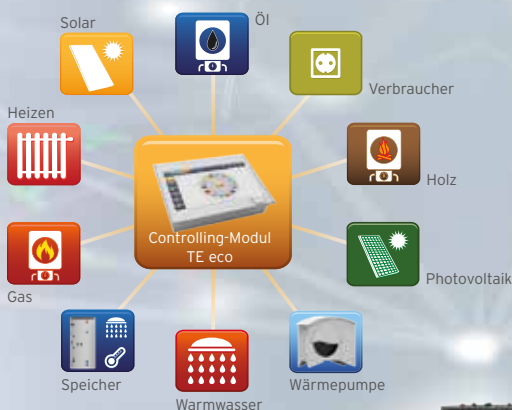 Öl
Solar
Verbraucher
Heizen
Holz
Controlling-Modul
TE eco
Photovoltaik
Gas
Speicher
Wärmepumpe
Warmwasser